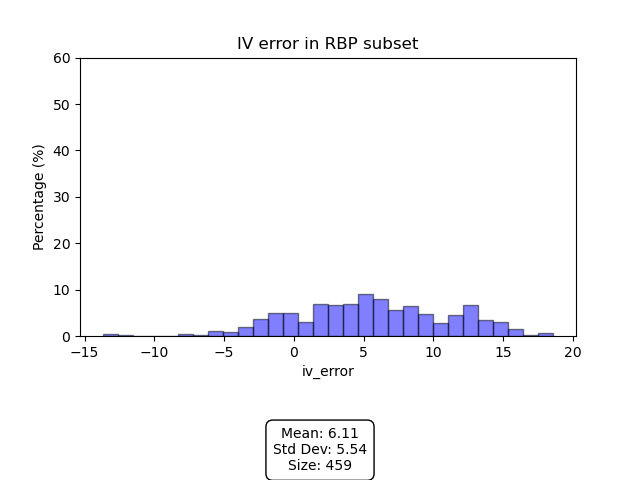 IV error in RBP subset
60
50
40
30
20
10
0
Percentage (%)
−15 −10 −5 0 5 10 15 20
iv_error
Mean: 6.11
Std Dev: 5.54
Size: 459